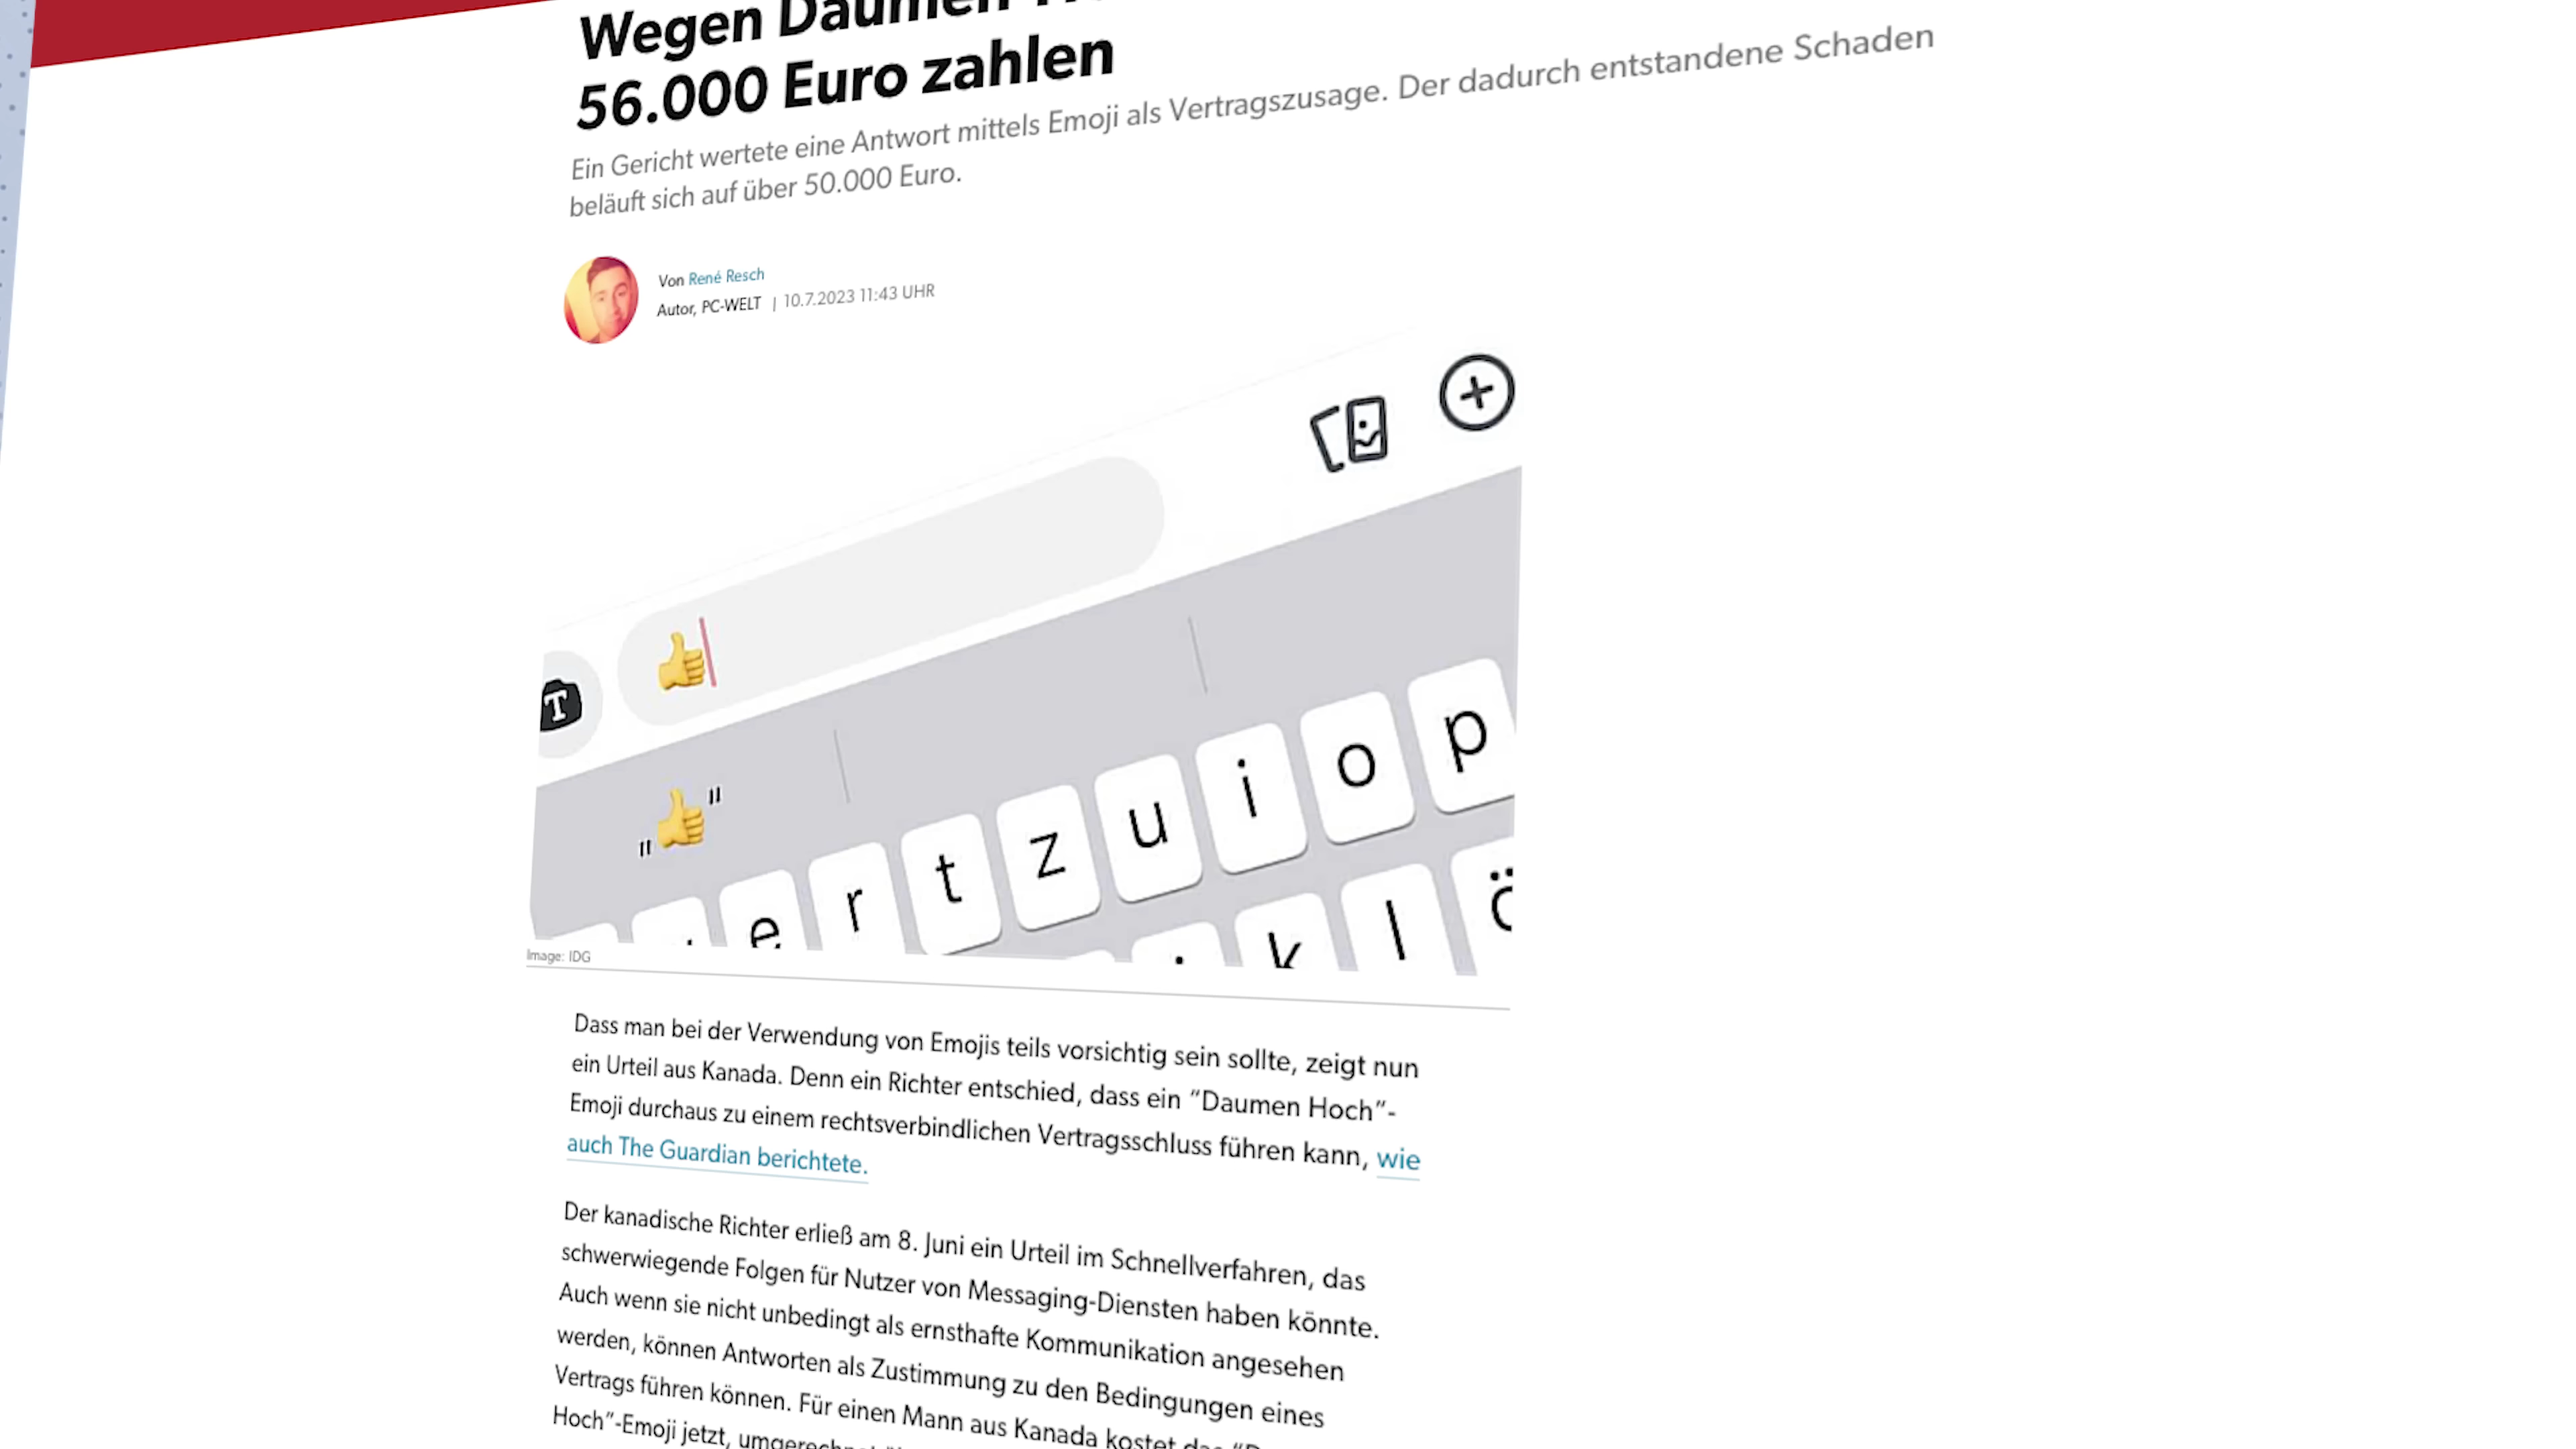 Wegen Daumen
56.000 Euro zahlen
Ein Gericht wertete eine Antwort mittels Emoji als Vertragszusage. Der dadurch entstandene Schaden
beläuft sich auf über 50.000 Euro.
Von René Resch
Autor, PC-WELT | 10.7.2023 11:43 UHR
T
👍
"👍"
e r t z u i o p
k l ö
Image: IDG
Dass man bei der Verwendung von Emojis teils vorsichtig sein sollte, zeigt nun
ein Urteil aus Kanada. Denn ein Richter entschied, dass ein “Daumen Hoch”-
Emoji durchaus zu einem rechtsverbindlichen Vertragsschluss führen kann, wie
auch The Guardian berichtete.
Der kanadische Richter erließ am 8. Juni ein Urteil im Schnellverfahren, das
schwerwiegende Folgen für Nutzer von Messaging-Diensten haben könnte.
Auch wenn sie nicht unbedingt als ernsthafte Kommunikation angesehen
werden, können Antworten als Zustimmung zu den Bedingungen eines
Vertrags führen können. Für einen Mann aus Kanada kostet das
Hoch”-Emoji jetzt,